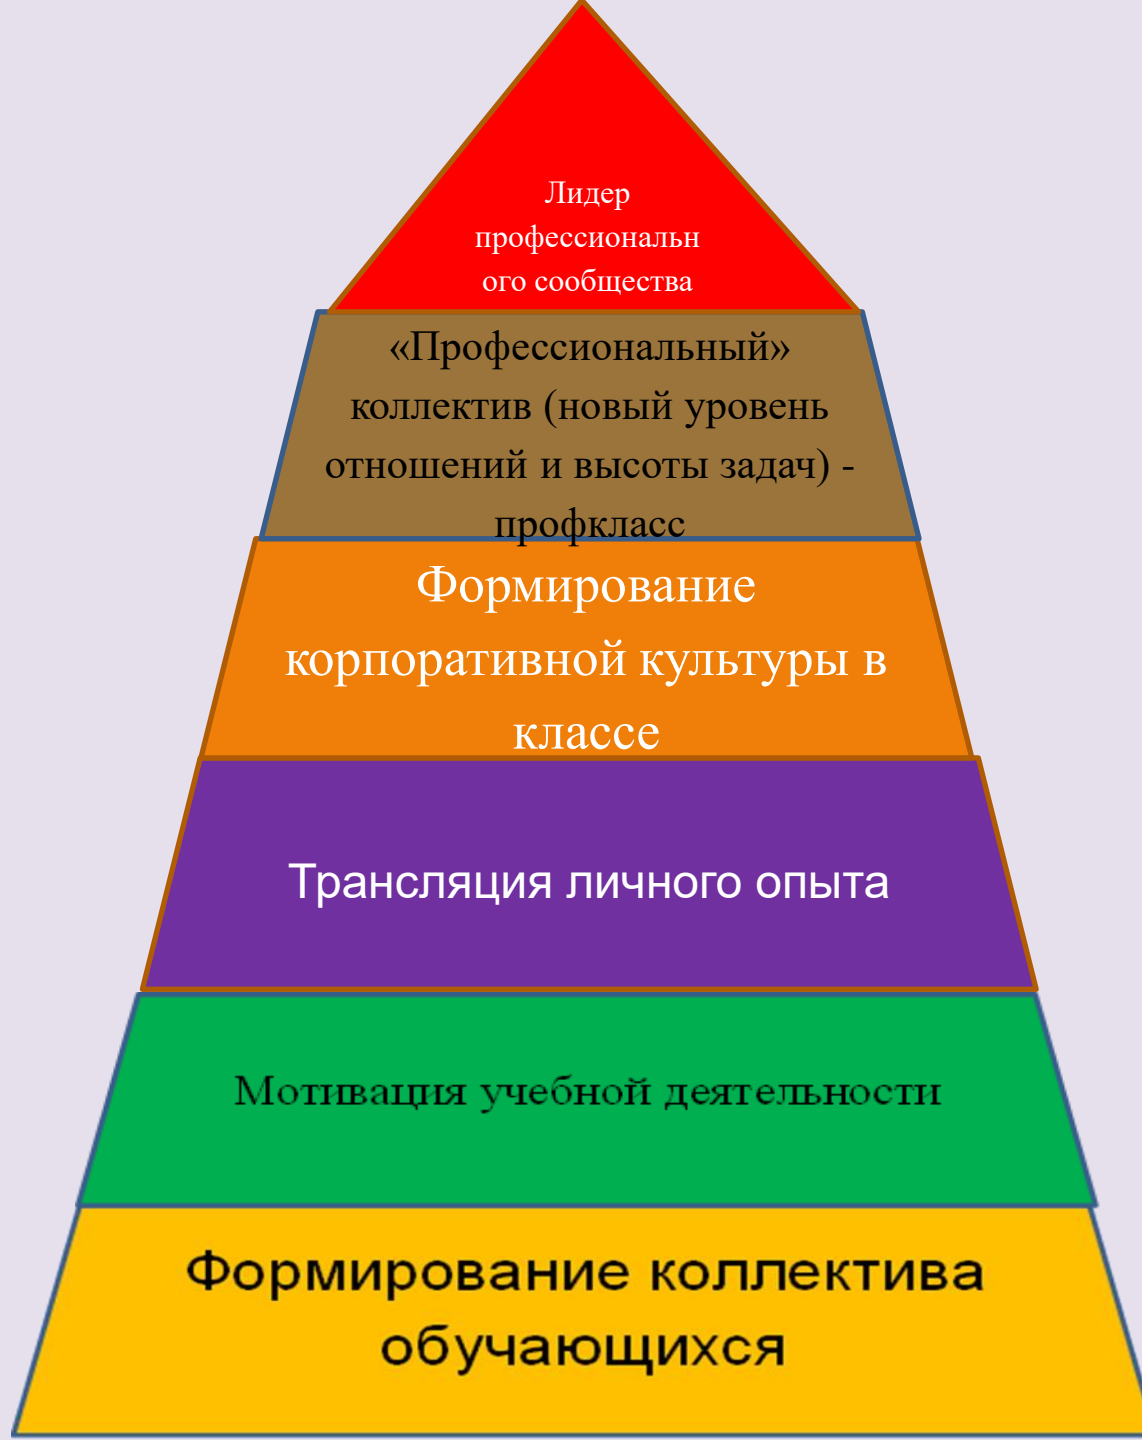 Лидер
профессиональн
ого сообщества
«Профессиональный»
коллектив (новый уровень
отношений и высоты задач) -
профкласс
Формирование
корпоративной культуры в
классе
Трансляция личного опыта
Мотивация учебной деятельности
Формирование коллектива
обучающихся